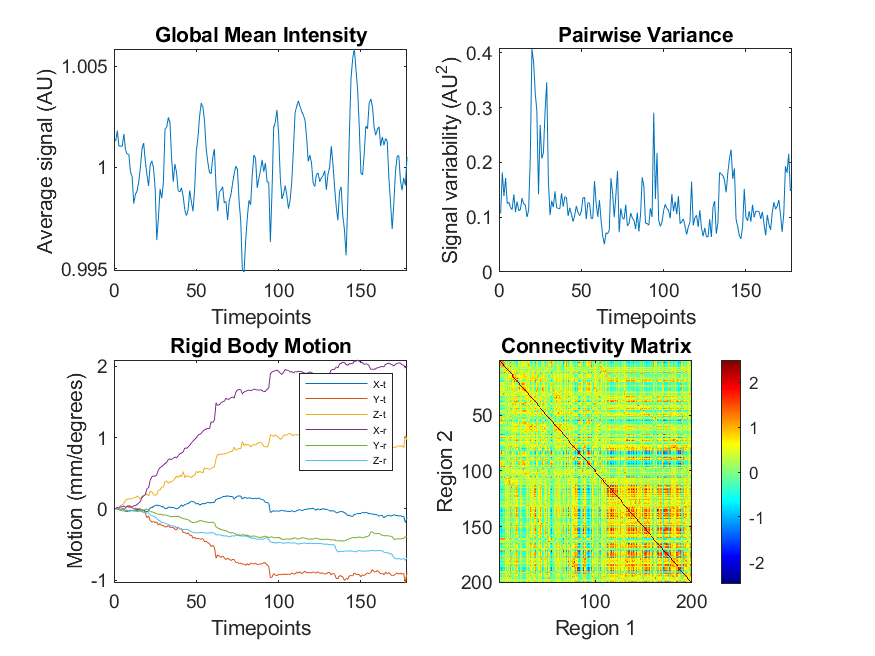 Global Mean Intensity
Average signal (AU)
1.005
1
0.995
0 50 100 150
Timepoints
Pairwise Variance
Signal variability (AU²)
0.4
0.3
0.2
0.1
0
0 50 100 150
Timepoints
Rigid Body Motion
Motion (mm/degrees)
2
1
0
-1
0 50 100 150
Timepoints
X-t
Y-t
Z-t
X-r
Y-r
Z-r
Connectivity Matrix
Region 2
50
100
150
200
100 200
Region 1
2
1
0
-1
-2